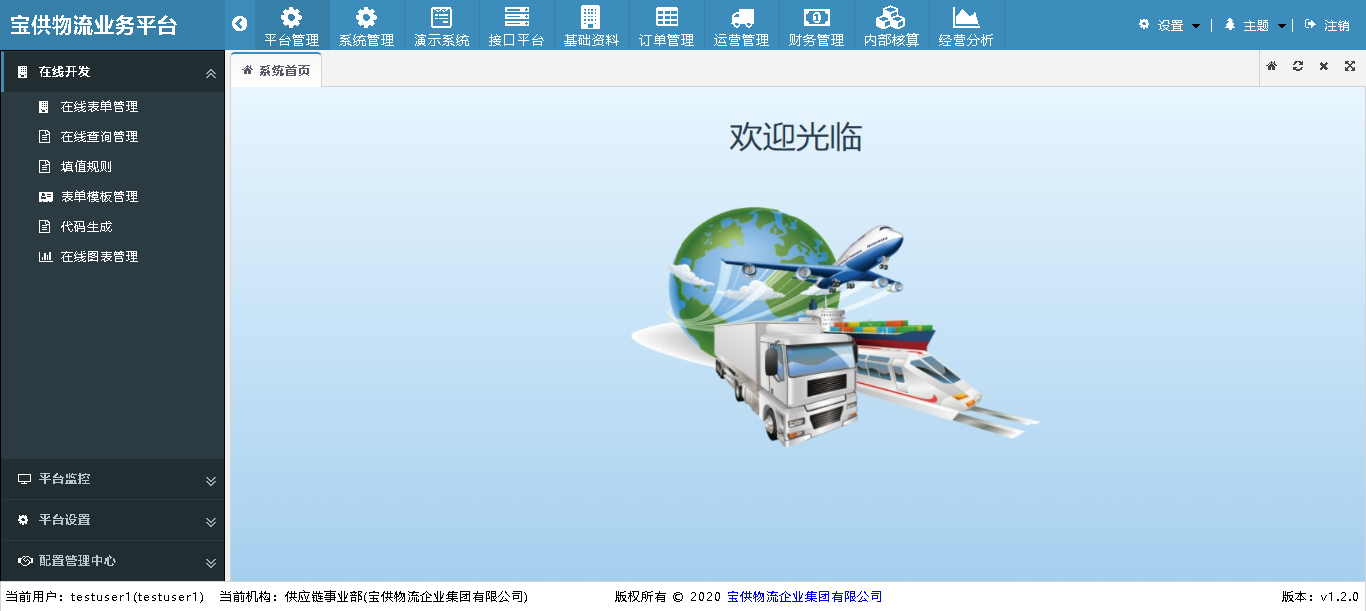 宝供物流业务平台
平台管理 系统管理 演示系统 接口平台 基础资料 订单管理 运营管理 财务管理 内部核算 经营分析
设置 | 主题 | 注销
在线开发
在线表单管理
在线查询管理
填值规则
表单模板管理
代码生成
在线图表管理
平台监控
平台设置
配置管理中心
系统首页
欢迎光临
当前用户：testuser1(testuser1) 当前机构：供应链事业部(宝供物流企业集团有限公司) 版权所有 © 2020 宝供物流企业集团有限公司 版本：v1.2.0